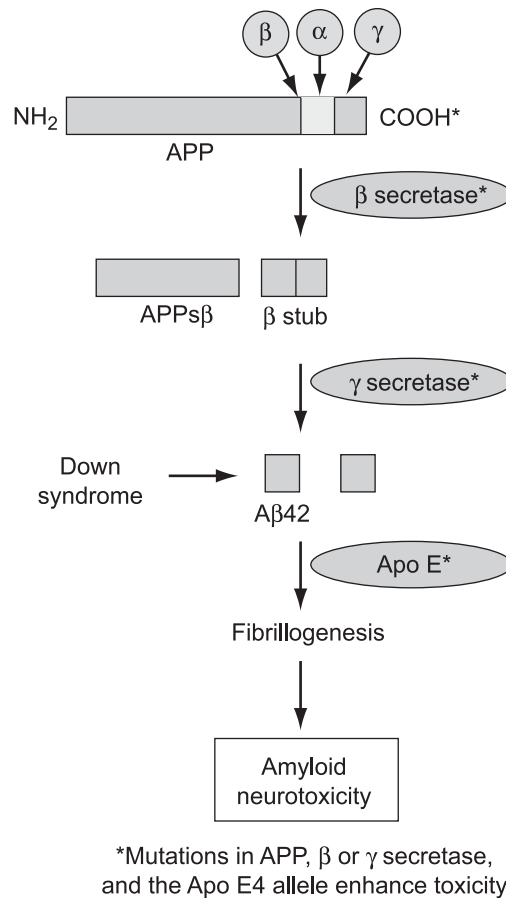 β α γ
NH₂ COOH*
APP
β secretase*
APPsβ β stub
γ secretase*
Down
syndrome
Aβ42
Apo E*
Fibrillogenesis
Amyloid
neurotoxicity
*Mutations in APP, β or γ secretase,
and the Apo E4 allele enhance toxicity